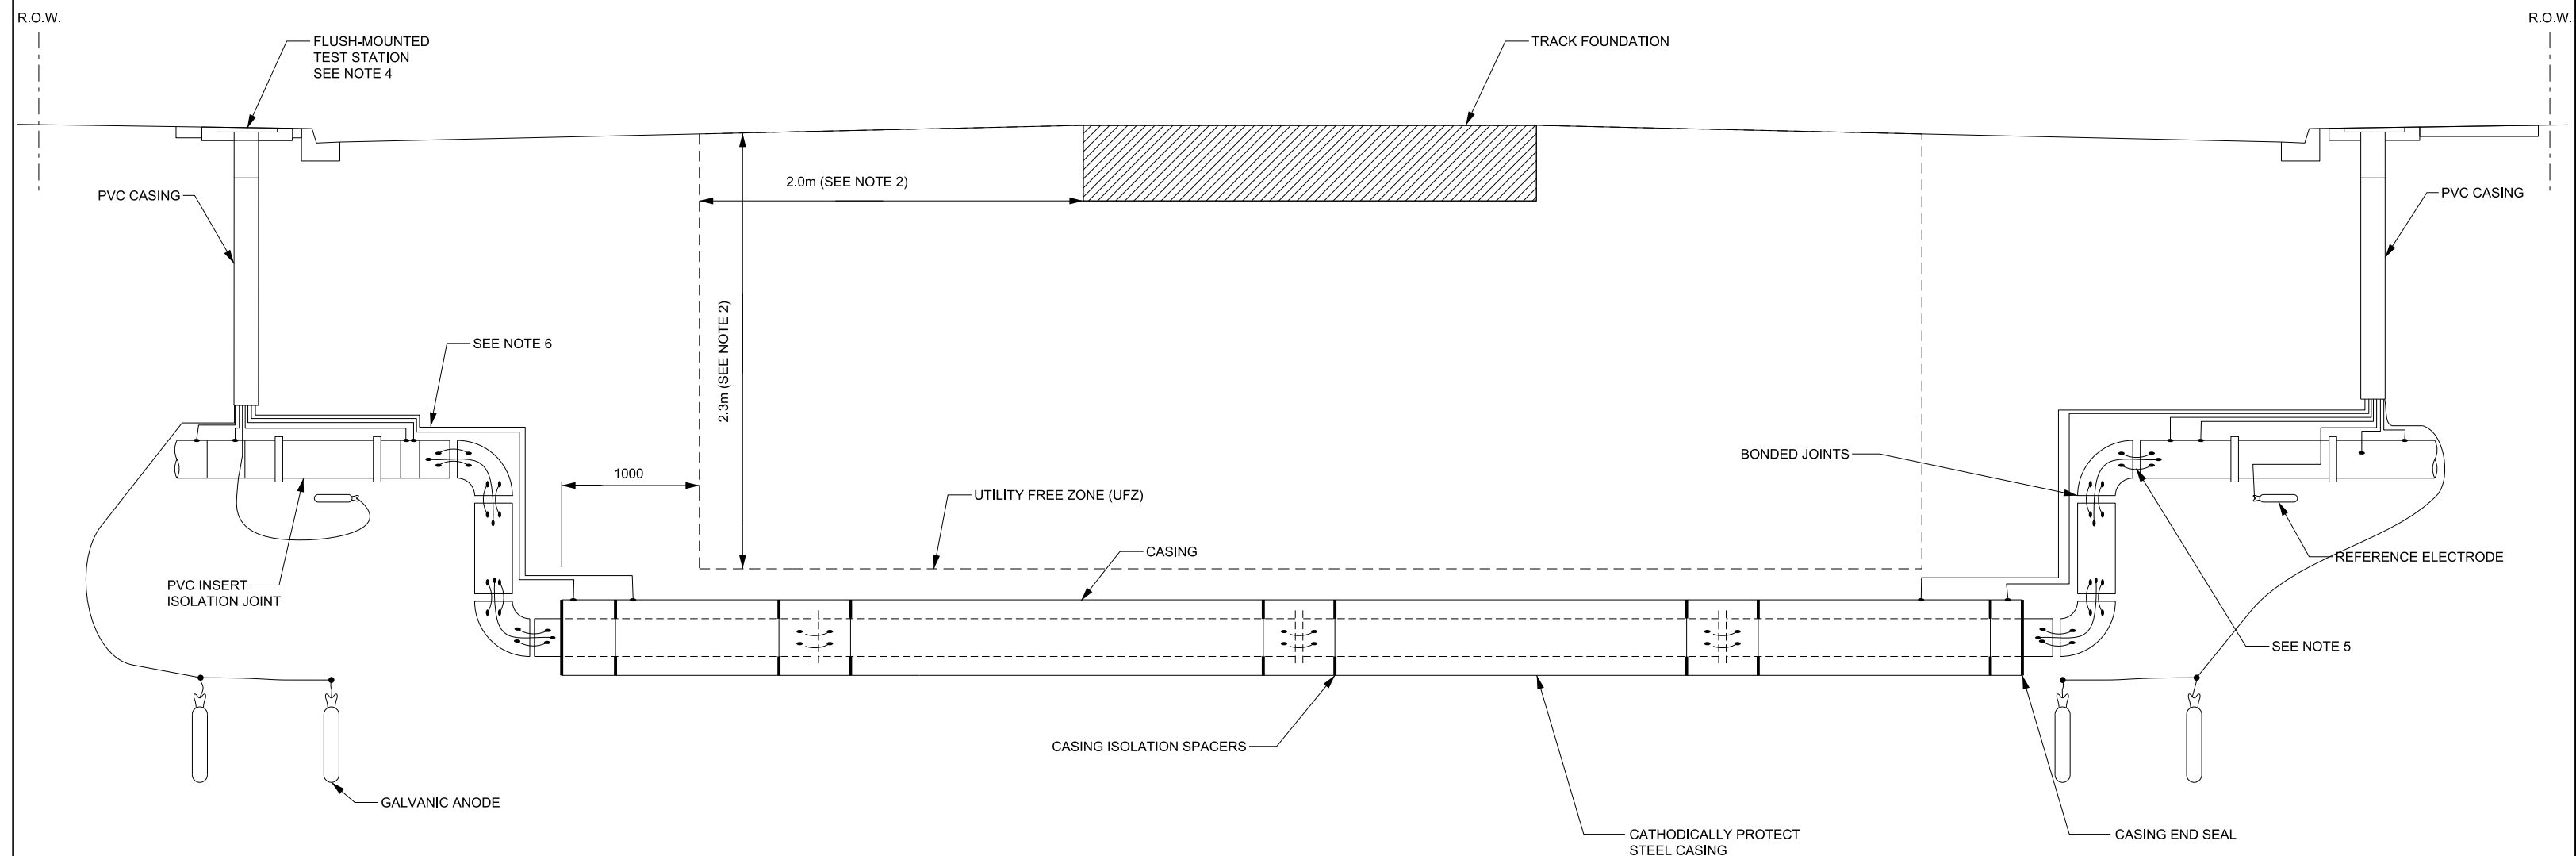 R.O.W.
R.O.W.
FLUSH-MOUNTED
TEST STATION
SEE NOTE 4
TRACK FOUNDATION
2.0m (SEE NOTE 2)
PVC CASING
PVC CASING
2.3m (SEE NOTE 2)
SEE NOTE 6
BONDED JOINTS
1000
UTILITY FREE ZONE (UFZ)
CASING
REFERENCE ELECTRODE
PVC INSERT
ISOLATION JOINT
SEE NOTE 5
CASING ISOLATION SPACERS
GALVANIC ANODE
CATHODICALLY PROTECT
STEEL CASING
CASING END SEAL